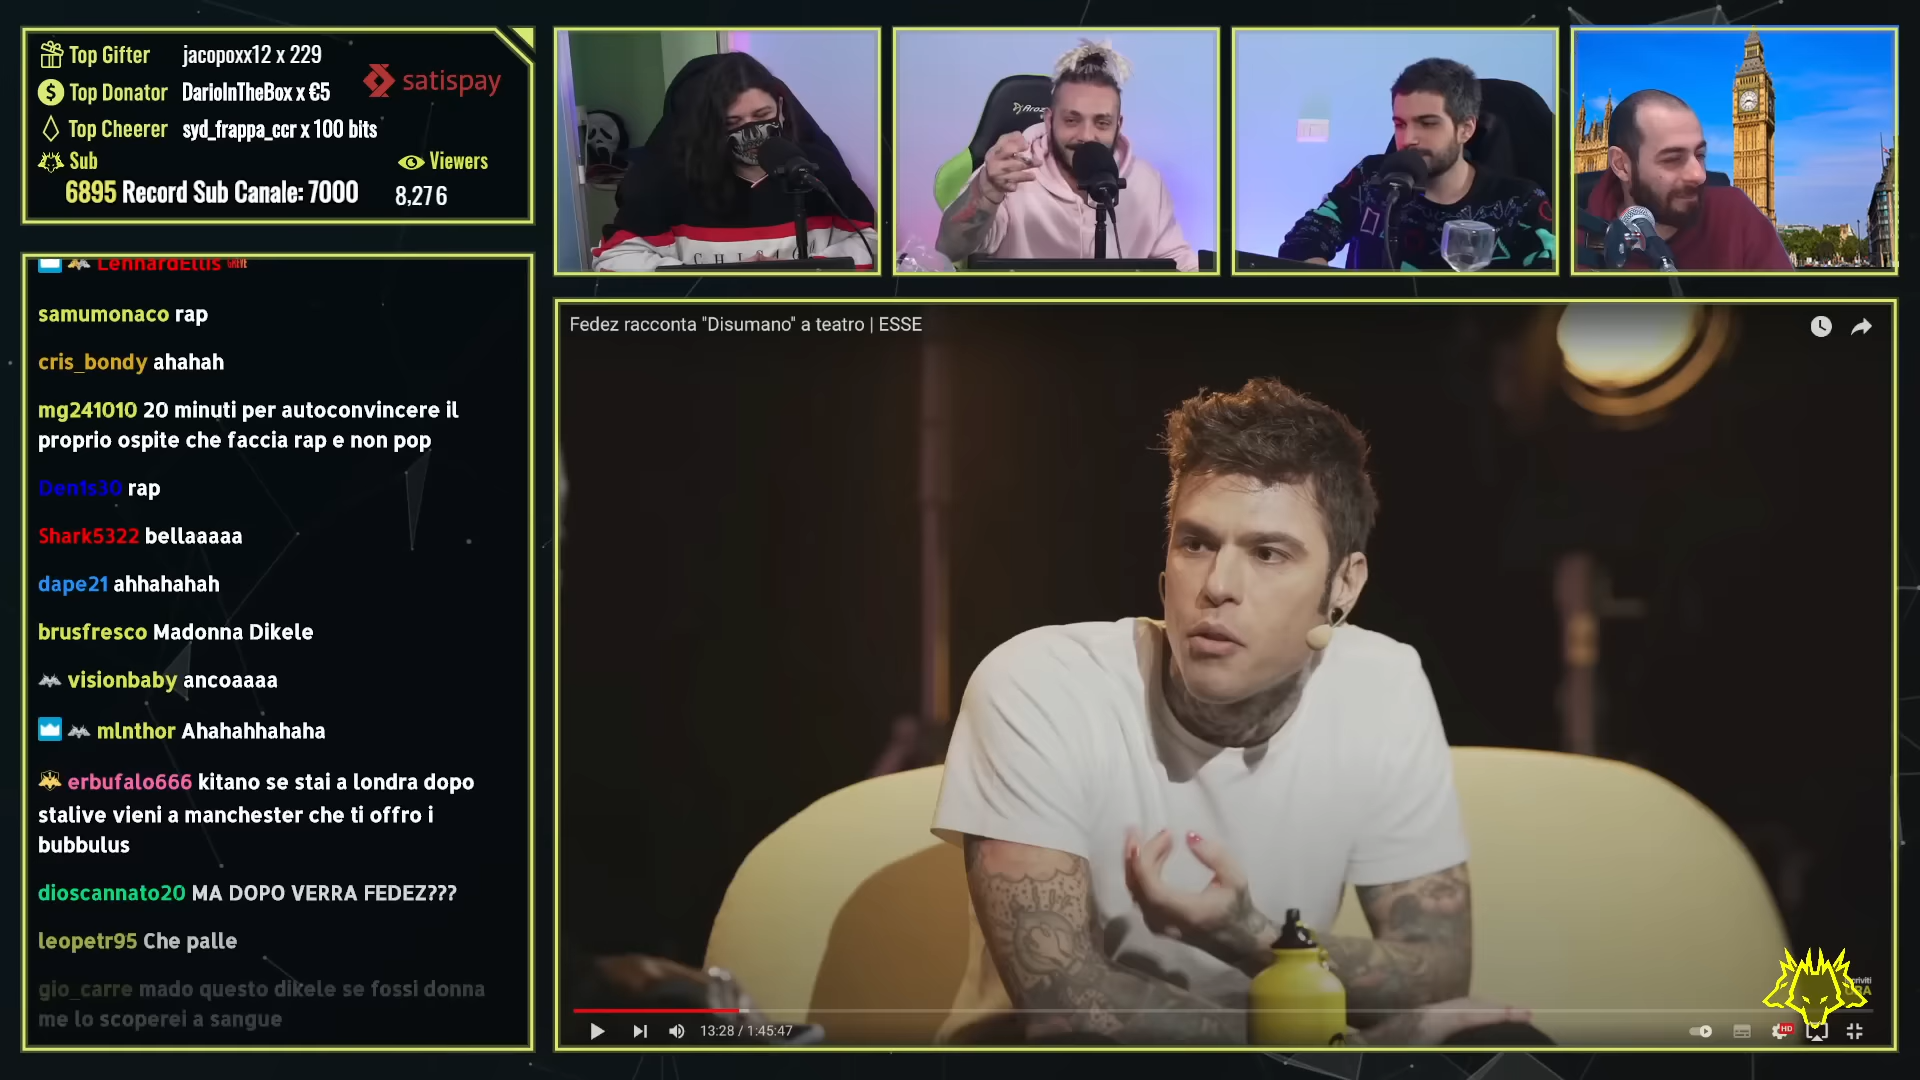 Top Gifter jacopoxx12 x 229
satispay
Top Donator DarioInTheBox x €5
Top Cheerer syd_frappa_ccr x 100 bits
Sub Viewers
6895 Record Sub Canale: 7000 8,276
LennardEllis
samumonaco rap
cris_bondy ahahah
mg241010 20 minuti per autoconvincere il
proprio ospite che faccia rap e non pop
Den1s30 rap
Shark5322 bellaaaaa
dape21 ahhahahah
brusfresco Madonna Dikele
visionbaby ancoaaaa
mlnthor Ahahahhahaha
erbufalo666 kitano se stai a londra dopo
stalive vieni a manchester che ti offro i
bubbulus
dioscannato20 MA DOPO VERRA FEDEZ???
leopetr95 Che palle
gio_carre mado questo dikele se fossi donna
me lo scoperei a sangue
Fedez racconta "Disumano" a teatro | ESSE
13:28 / 1:45:47
HD